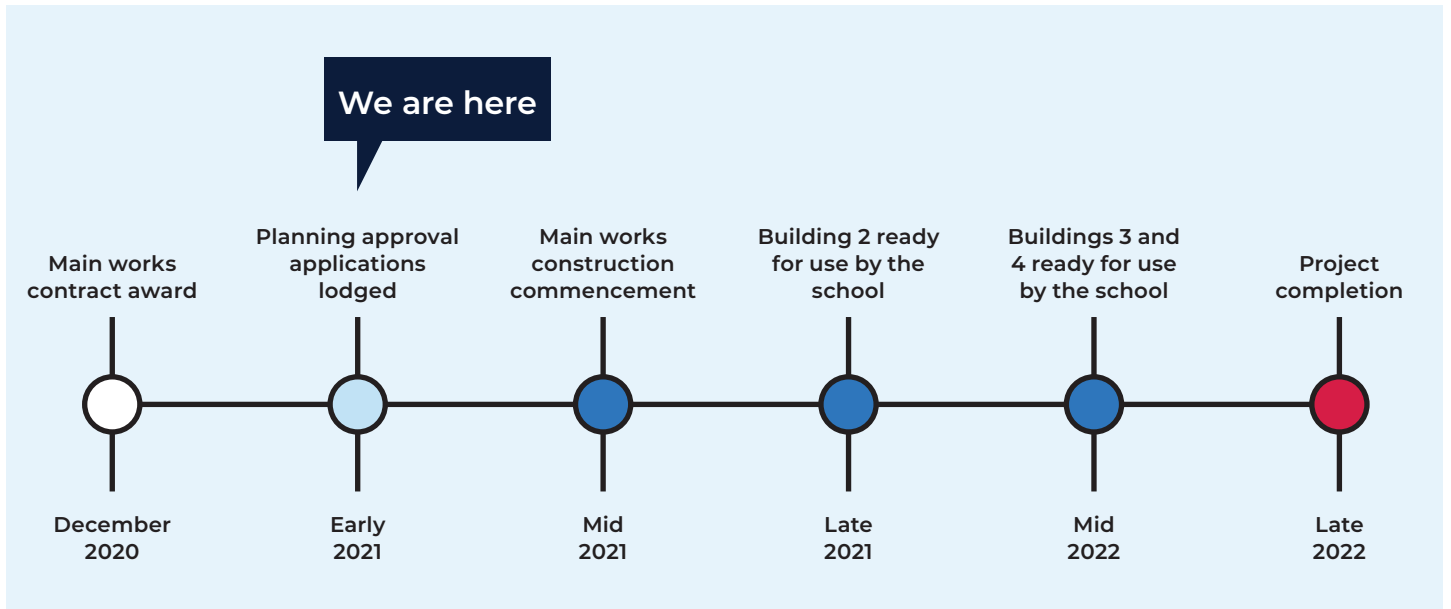 We are here
Main works
contract award
Planning approval
applications
lodged
Main works
construction
commencement
Building 2 ready
for use by the
school
Buildings 3 and
4 ready for use
by the school
Project
completion
December
2020
Early
2021
Mid
2021
Late
2021
Mid
2022
Late
2022